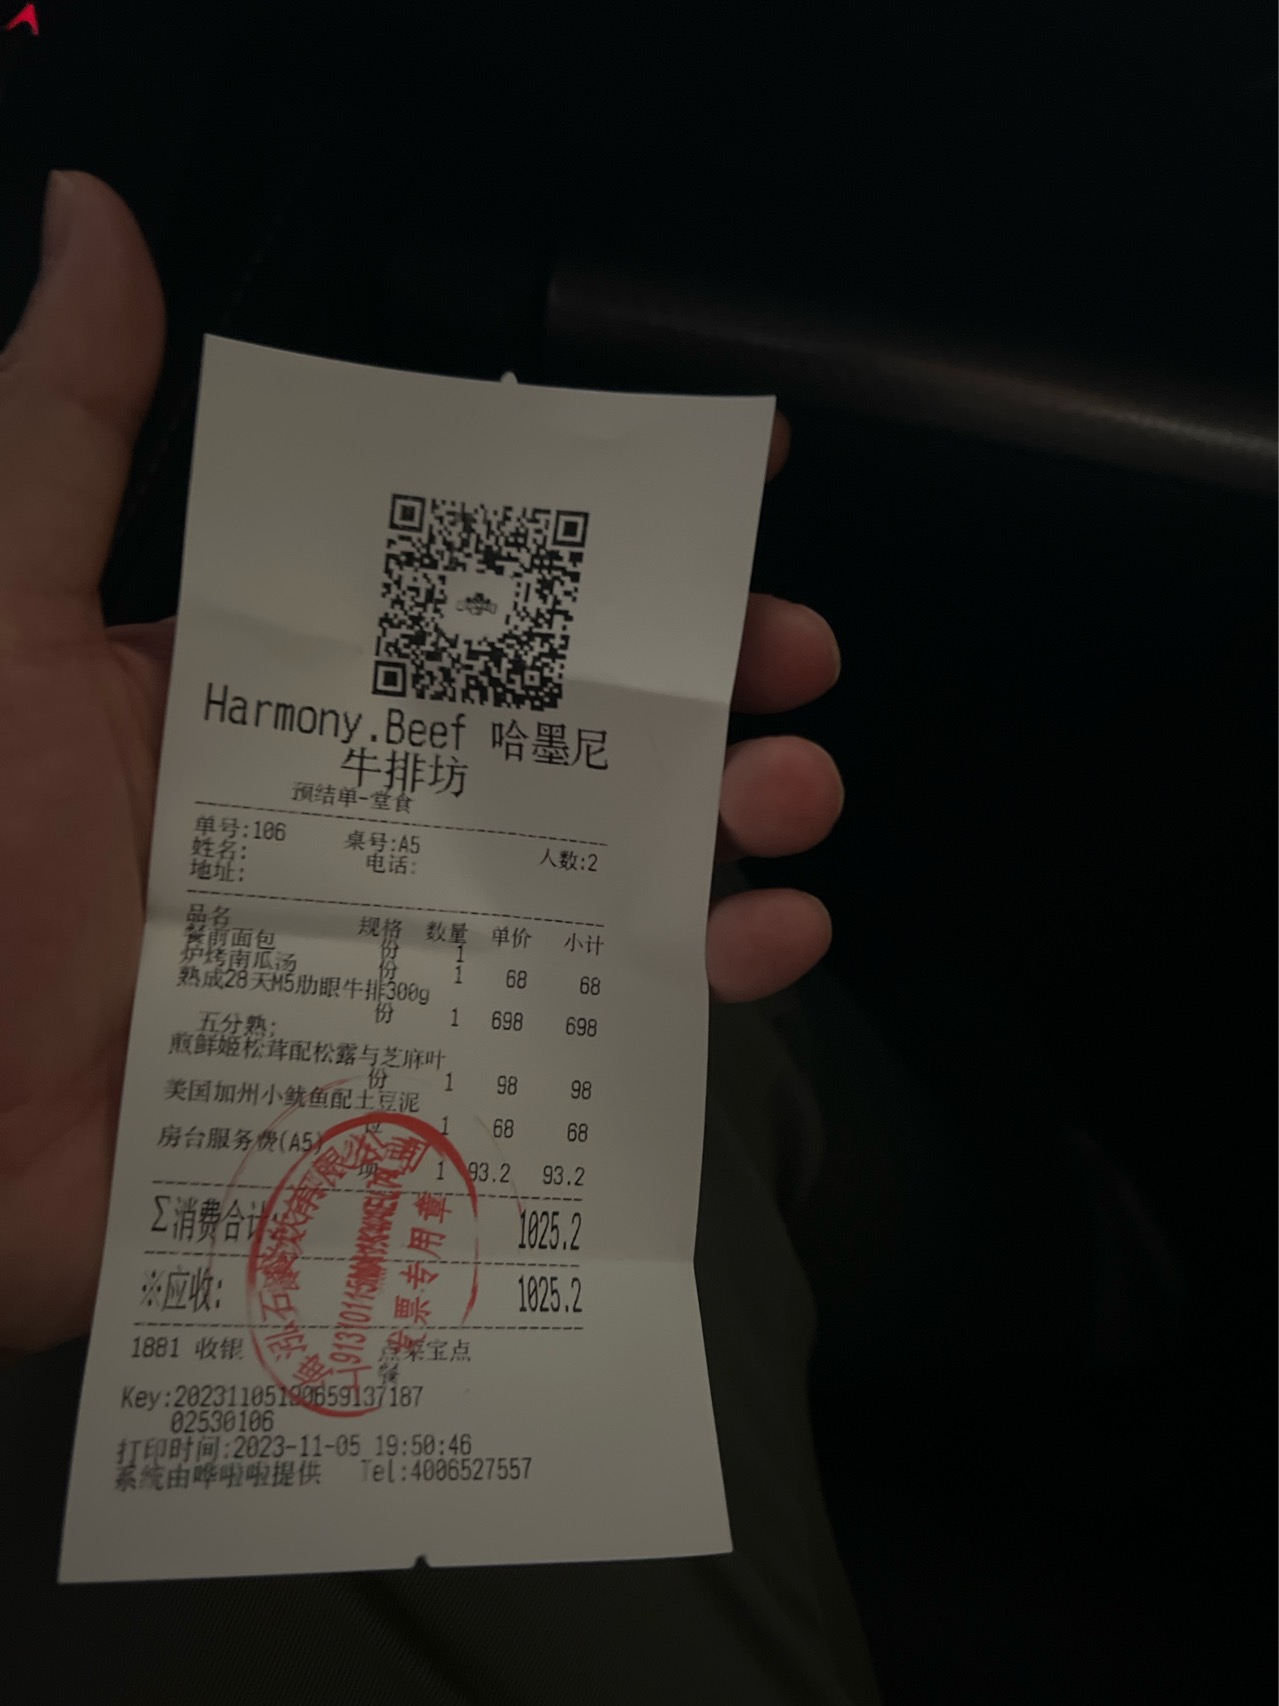 Harmony.Beef 哈墨尼
牛排坊
预结单-堂食
单号:106 桌号:A5 人数:2
姓名: 电话:
地址:
品名 规格 数量 单价 小计
餐前面包 份 1
炉烤南瓜汤 份 1 68 68
熟成28天M5肋眼牛排300g
份 1 698 698
五分熟;
煎鲜姬松茸配松露与芝麻叶
份 1 98 98
美国加州小鱿鱼配土豆泥
1 68 68
房台服务费(A5)
项 1 93.2 93.2
Σ消费合计: 1025.2
※应收: 1025.2
发票专用章
1881 收银 点菜宝点
餐
Key:20231105190659137187
02530106
打印时间:2023-11-05 19:50:46
系统由哗啦啦提供 Tel:4006527557